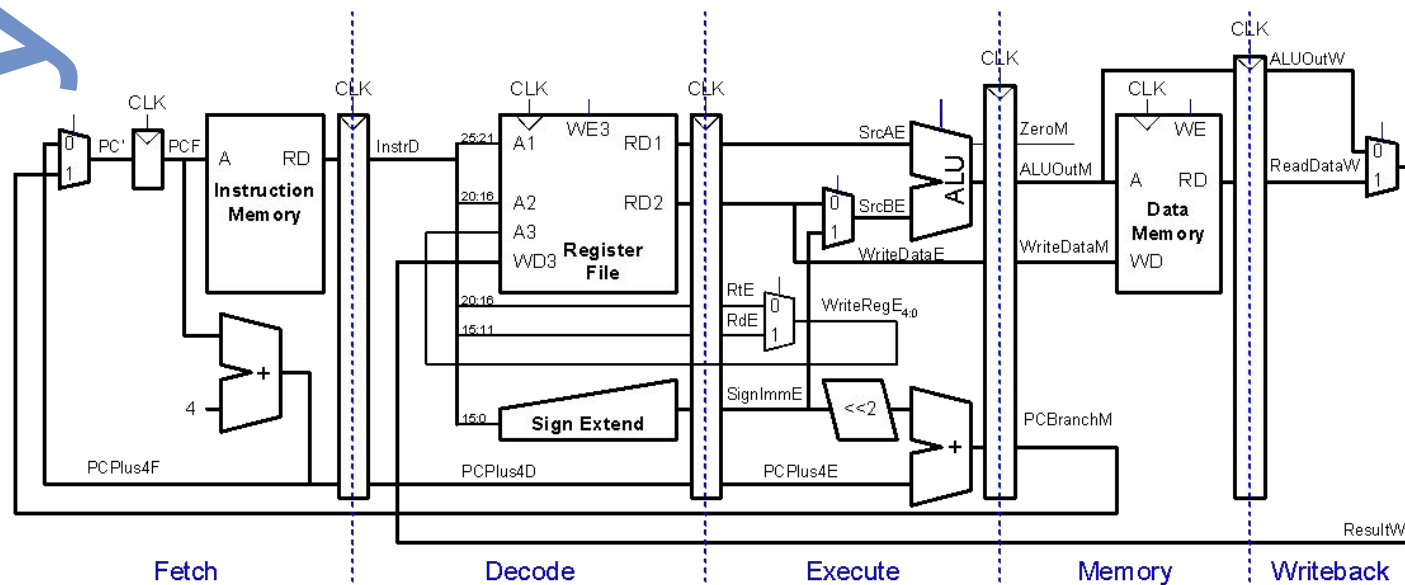 CLK
CLK
ALUOutW
CLK CLK CLK CLK CLK
0 PC' PCF A RD InstrD 25:21 A1 WE3 RD1 SrcAE ZeroM WE 0
1 Instruction ALU ALUOutM A RD ReadDataW 1
Memory 20:16 A2 RD2 0 SrcBE Data
A3 1 Memory
WD3 Register WriteDataE WriteDataM WD
File
20:16 RtE 0 WriteRegE4:0
15:11 RdE 1
+
4 15:0 Sign Extend SignImmE <<2
+ PCBranchM
PCPlus4F PCPlus4D PCPlus4E
ResultW
Fetch Decode Execute Memory Writeback